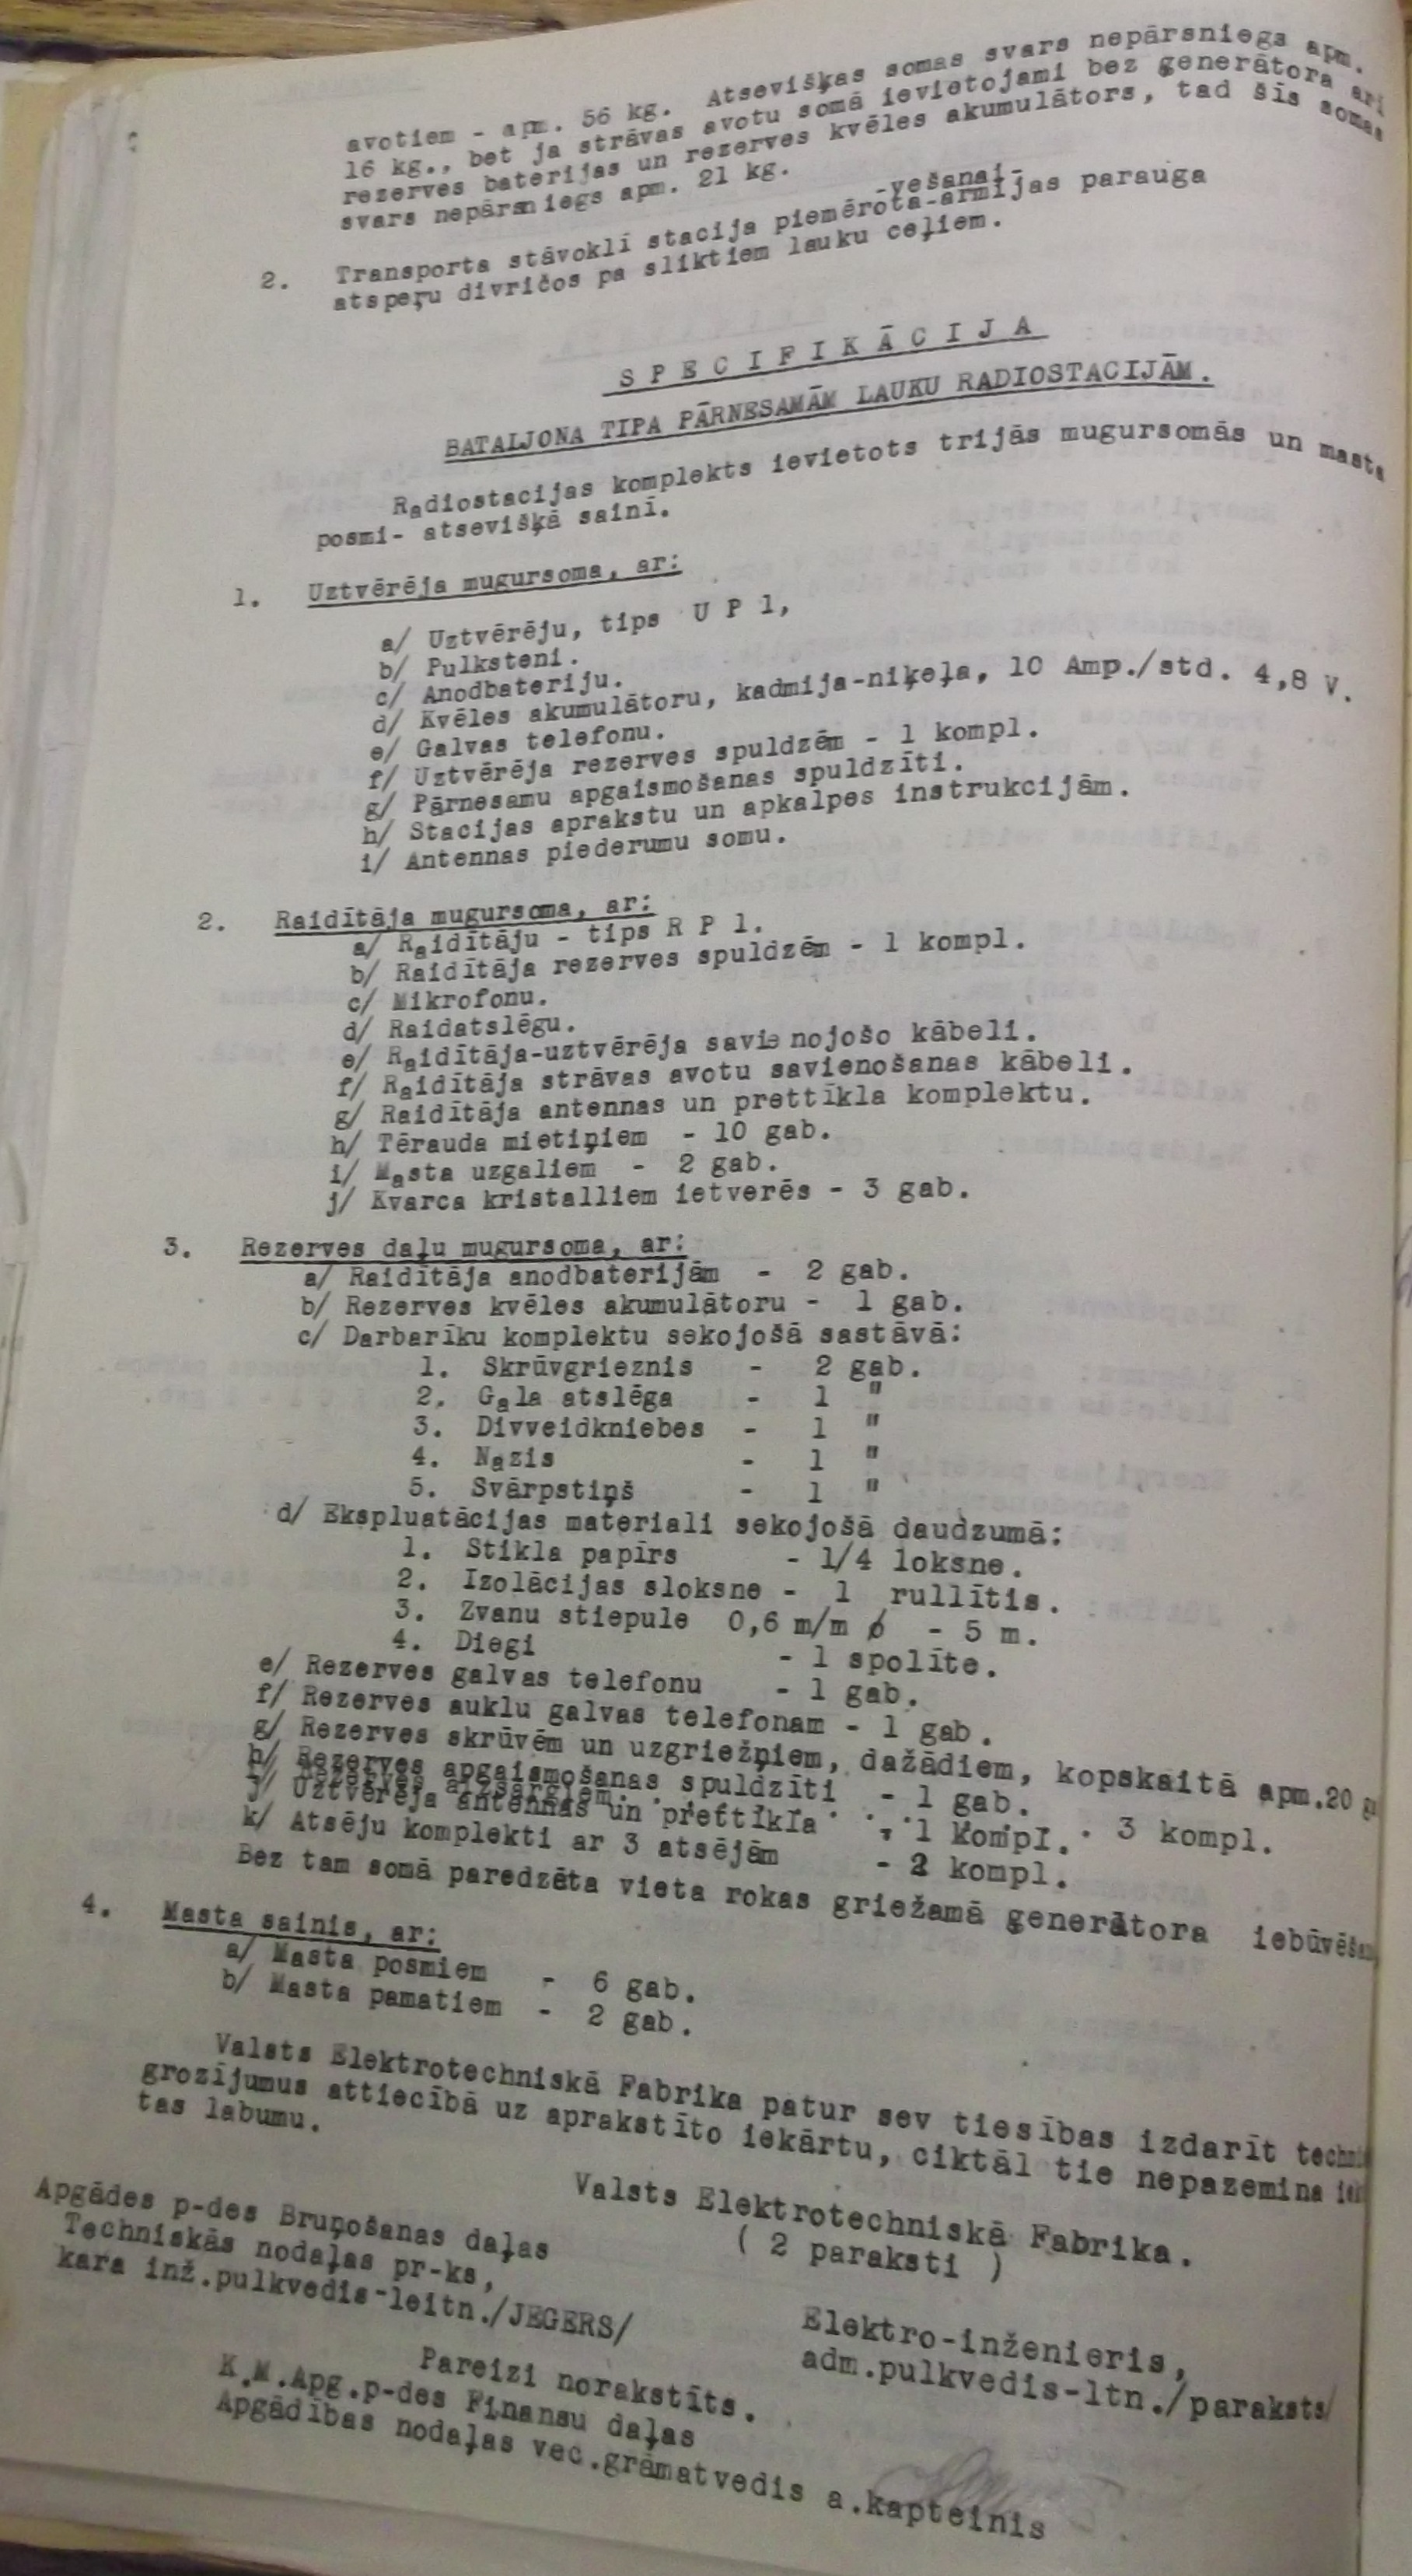 avotiem - apm. 56 kg. Atsevišķas somas svars nepārsniegs apm.
16 kg., bet ja strāvas avotu somā ievietojami bez ģenerātora arī
rezerves baterijas un rezerves kvēles akumulātors, tad šīs somas
svars nepārsniegs apm. 21 kg.
-vešanai-
2. Transporta stāvoklī stacija piemērota-armijas parauga
atsperu divričos pa sliktiem lauku ceļiem.
SPECIFIKĀCIJA
BATALJONA TIPA PĀRNESAMĀM LAUKU RADIOSTACIJĀM.
Radiostacijas komplekts ievietots trijās mugursomās un masta
posmi- atsevišķā sainī.
1. Uztvērēja mugursoma, ar:
a/ Uztvērēju, tips U P 1,
b/ Pulksteni.
c/ Anodbateriju.
d/ Kvēles akumulātoru, kadmija-niķeļa, 10 Amp./std. 4,8 V.
e/ Galvas telefonu.
f/ Uztvērēja rezerves spuldzēm - 1 kompl.
g/ Pārnesamu apgaismošanas spuldzīti.
h/ Stacijas aprakstu un apkalpes instrukcijām.
i/ Antennas piederumu somu.
2. Raidītāja mugursoma, ar:
a/ Raidītāju - tips R P 1.
b/ Raidītāja rezerves spuldzēm - 1 kompl.
c/ Mikrofonu.
d/ Raidatslēgu.
e/ Raidītāja-uztvērēja savienojošo kābeli.
f/ Raidītāja strāvas avotu savienošanas kābeli.
g/ Raidītāja antennas un prettīkla komplektu.
h/ Tērauda mietiņiem - 10 gab.
i/ Masta uzgaliem - 2 gab.
j/ Kvarca kristalliem ietverēs - 3 gab.
3. Rezerves daļu mugursoma, ar:
a/ Raidītāja anodbaterijām - 2 gab.
b/ Rezerves kvēles akumulātoru - 1 gab.
c/ Darbarīku komplektu sekojošā sastāvā:
1. Skrūvgrieznis - 2 gab.
2. Gala atslēga - 1 "
3. Divveidkniebes - 1 "
4. Nazis - 1 "
5. Svārpstiņš - 1 "
d/ Ekspluatācijas materiali sekojošā daudzumā:
1. Stikla papīrs - 1/4 loksne.
2. Izolācijas sloksne - 1 rullītis.
3. Zvanu stiepule 0,6 m/m ø - 5 m.
4. Diegi - 1 spolīte.
e/ Rezerves galvas telefonu - 1 gab.
f/ Rezerves auklu galvas telefonam - 1 gab.
g/ Rezerves skrūvēm un uzgriežņiem, dažādiem, kopskaitā apm.20
h/ Rezerves apgaismošanas spuldzīti - 1 gab.
Rezerves aizsargiem. . . . . . . 3 kompl.
j/ Uztvērēja antennas un prettīkla - 1 kompl.
k/ Atsēju komplekti ar 3 atsējām - 2 kompl.
Bez tam somā paredzēta vieta rokas griežamā ģenerātora
4. Masta sainis, ar:
a/ Masta posmiem - 6 gab.
b/ Masta pamatiem - 2 gab.
Valsts Elektrotechniskā Fabrika patur sev tiesības izdarīt
grozījumus attiecībā uz aprakstīto iekārtu, ciktāl tie nepazemina
tas labumu.
Valsts Elektrotechniskā Fabrika.
( 2 paraksti )
Apgādes p-des Bruņošanas daļas
Techniskās nodaļas pr-ks,
kara inž.pulkvedis-leitn./JEGERS/
Elektro-inženieris,
adm.pulkvedis-ltn./paraksts/
Pareizi norakstīts.
K.M.Apg.p-des Finansu daļas
Apgādības nodaļas vec.grāmatvedis a.kapteinis